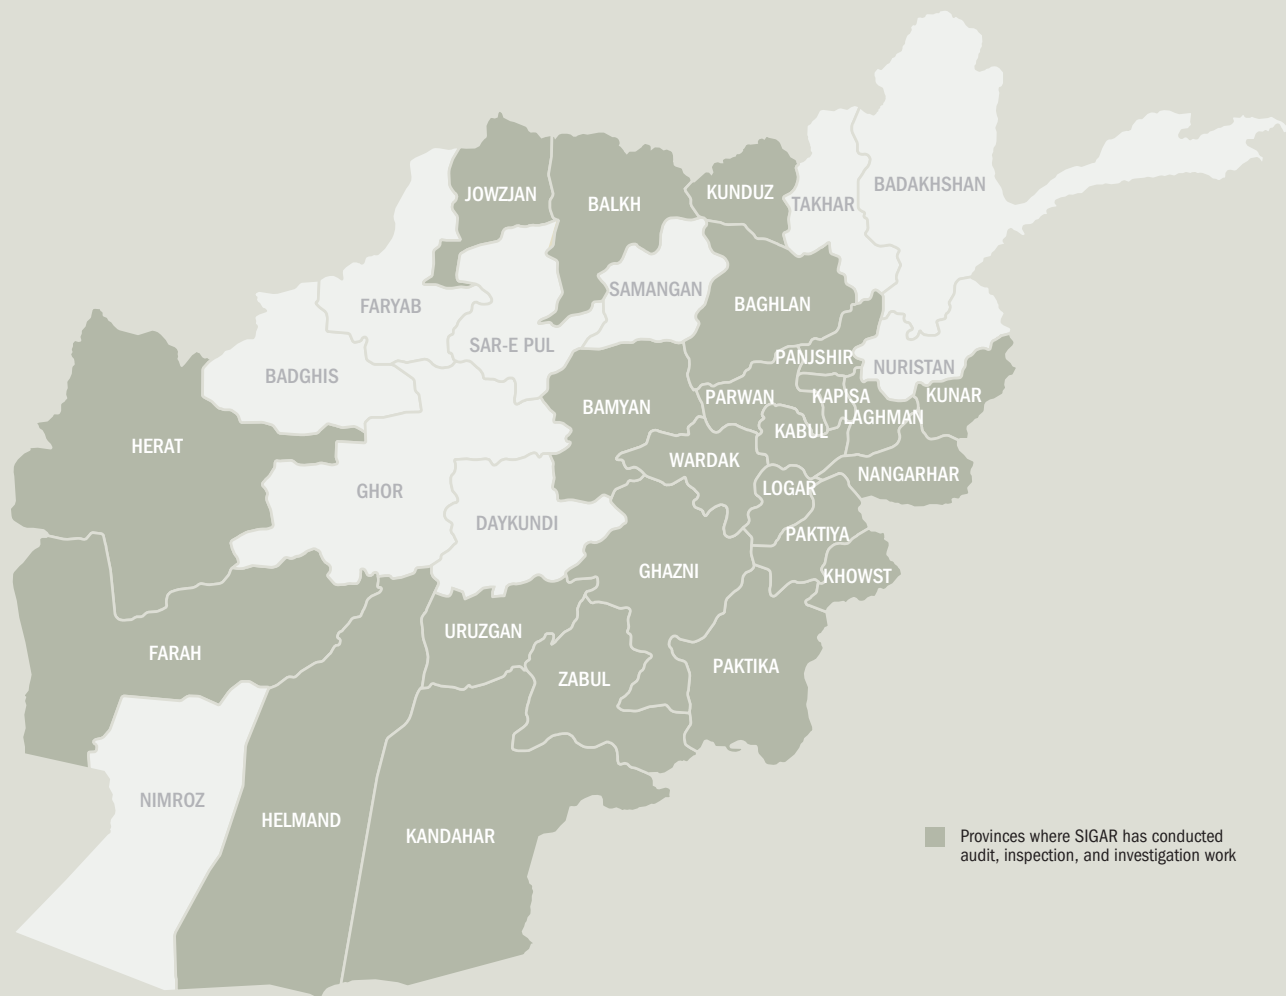 JOWZJAN
BALKH
KUNDUZ
TAKHAR
BADAKHSHAN
FARYAB
SAMANGAN
BAGHLAN
SAR-E PUL
PANJSHIR
NURISTAN
BADGHIS
BAMYAN
PARWAN
KAPISA
KUNAR
LAGHMAN
HERAT
KABUL
WARDAK
NANGARHAR
GHOR
LOGAR
DAYKUNDI
PAKTIYA
GHAZNI
KHOWST
URUZGAN
FARAH
ZABUL
PAKTIKA
NIMROZ
HELMAND
KANDAHAR
Provinces where SIGAR has conducted
audit, inspection, and investigation work